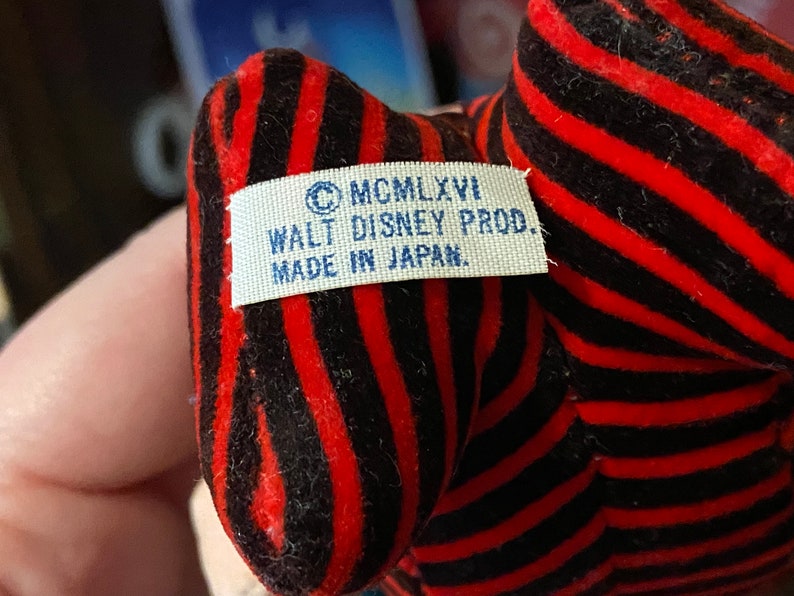 © MCMLXVI
WALT DISNEY PROD.
MADE IN JAPAN.